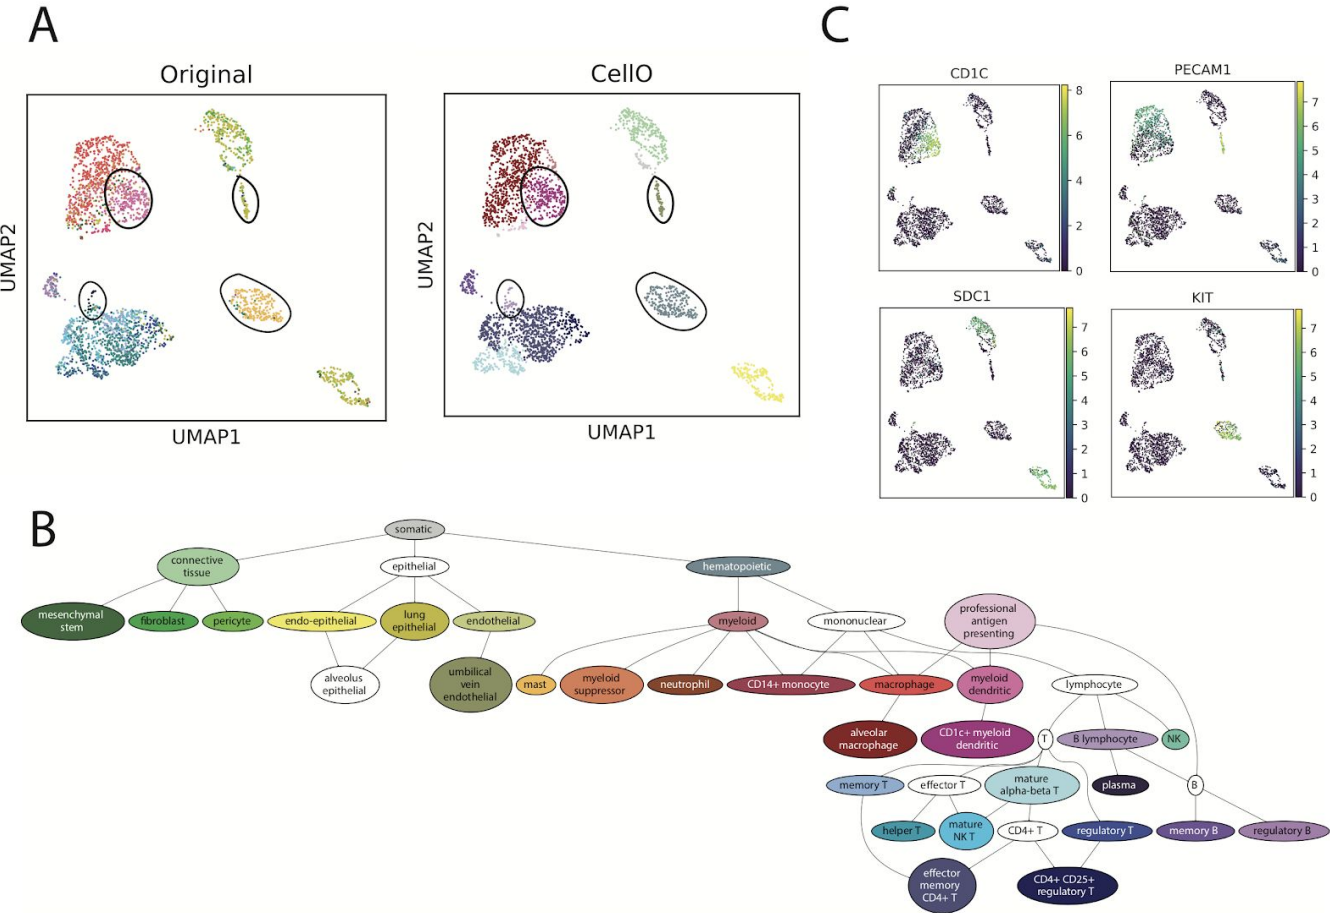 A
C
Original
CellO
UMAP2
UMAP1
UMAP2
UMAP1
CD1C
8
6
4
2
0
PECAM1
7
6
5
4
3
2
1
0
SDC1
7
6
5
4
3
2
1
0
KIT
7
6
5
4
3
2
1
0
B
somatic
connective
tissue
epithelial
hematopoietic
mesenchymal
stem
fibroblast
pericyte
endo-epithelial
lung
epithelial
endothelial
myeloid
mononuclear
professional
antigen
presenting
alveolus
epithelial
umbilical
vein
endothelial
mast
myeloid
suppressor
neutrophil
CD14+ monocyte
macrophage
myeloid
dendritic
lymphocyte
alveolar
macrophage
CD1c+ myeloid
dendritic
T
B lymphocyte
NK
memory T
effector T
mature
alpha-beta T
plasma
B
helper T
mature
NK T
CD4+ T
regulatory T
memory B
regulatory B
effector
memory
CD4+ T
CD4+ CD25+
regulatory T